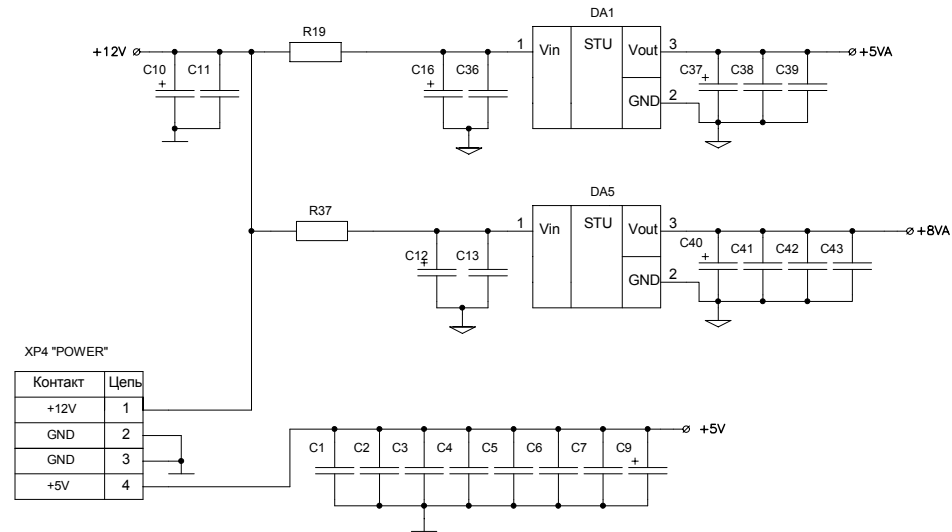 DA1
R19
+12V
C10
+
C11
C16
+
C36
1
Vin
STU
Vout
3
GND
2
C37
+
C38
C39
+5VA
DA5
R37
C12
+
C13
1
Vin
STU
Vout
3
GND
2
C40
+
C41
C42
C43
+8VA
XP4 "POWER"
Контакт Цепь
+12V 1
GND 2
GND 3
+5V 4
C1
C2
C3
C4
C5
C6
C7
C9
+
+5V